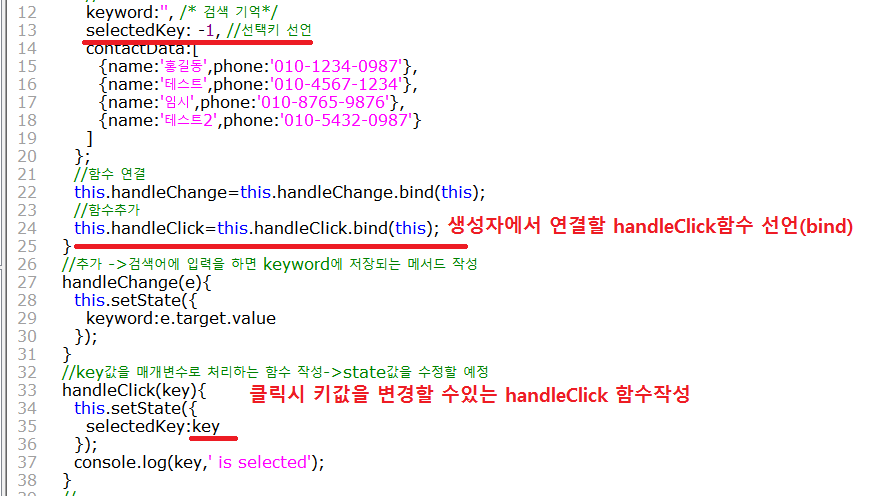 12 keyword:'', /* 검색 기억*/
13 selectedKey: -1, //선택키 선언
14 contactData:[
15 {name:'홍길동',phone:'010-1234-0987'},
16 {name:'테스트',phone:'010-4567-1234'},
17 {name:'임시',phone:'010-8765-9876'},
18 {name:'테스트2',phone:'010-5432-0987'}
19 ]
20 };
21 //함수 연결
22 this.handleChange=this.handleChange.bind(this);
23 //함수추가
24 this.handleClick=this.handleClick.bind(this); 생성자에서 연결할 handleClick함수 선언(bind)
25 }
26 //추가 ->검색어에 입력을 하면 keyword에 저장되는 메서드 작성
27 handleChange(e){
28 this.setState({
29 keyword:e.target.value
30 });
31 }
32 //key값을 매개변수로 처리하는 함수 작성->state값을 수정할 예정
33 handleClick(key){ 클릭시 키값을 변경할 수있는 handleClick 함수작성
34 this.setState({
35 selectedKey:key
36 });
37 console.log(key,' is selected');
38 }